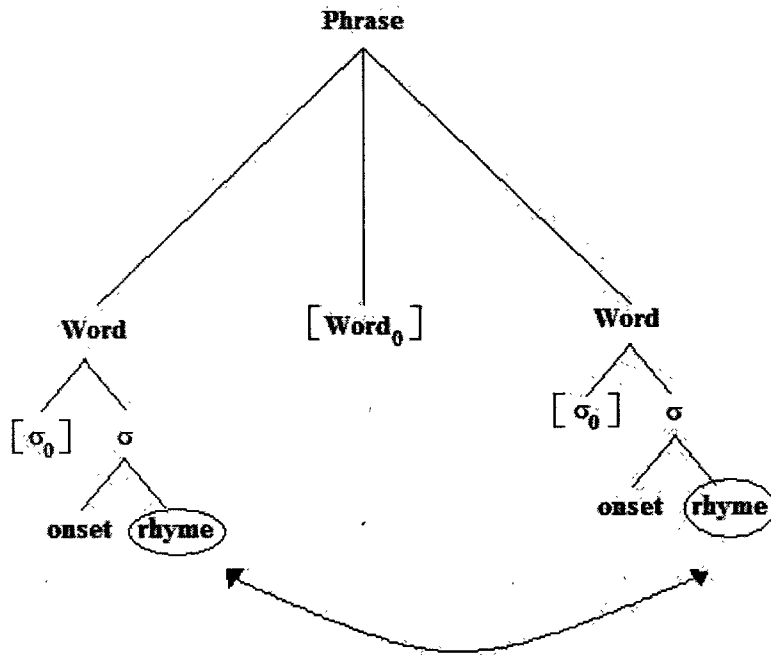 Phrase
Word [Word₀] Word
[σ₀] σ [σ₀] σ
onset rhyme onset rhyme